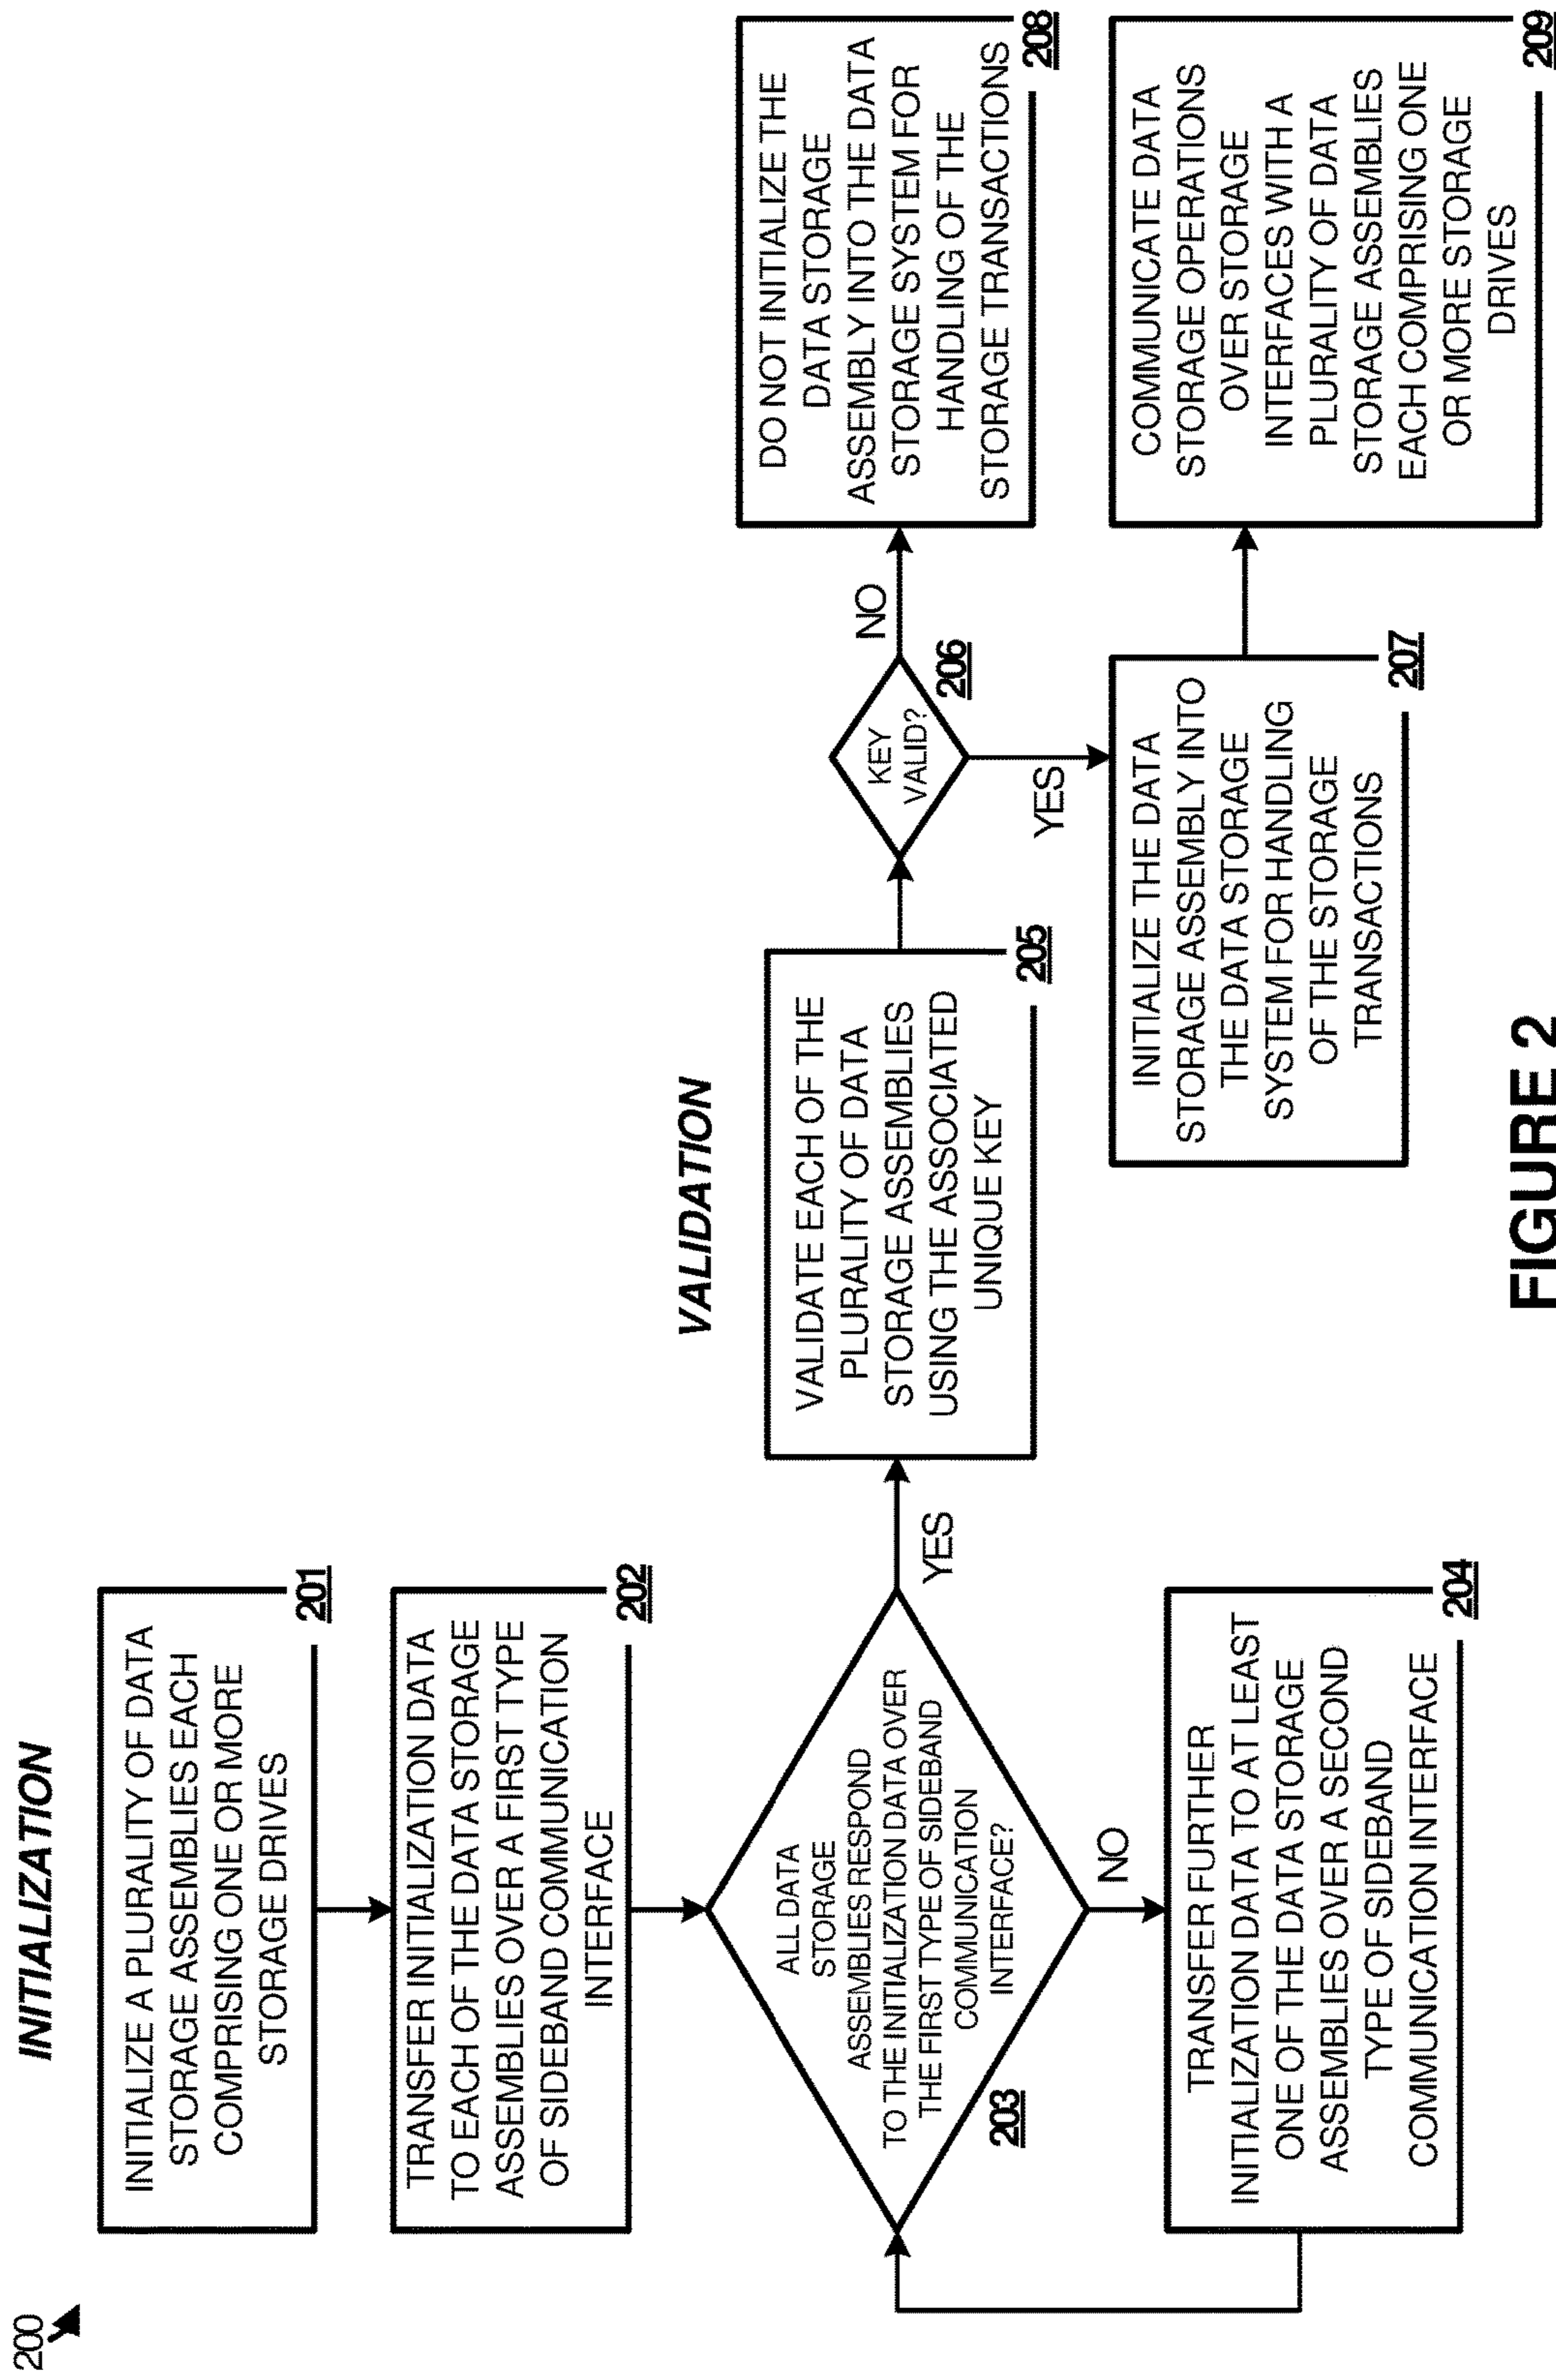 200
INITIALIZATION
INITIALIZE A PLURALITY OF DATA
STORAGE ASSEMBLIES EACH
COMPRISING ONE OR MORE
STORAGE DRIVES
201
TRANSFER INITIALIZATION DATA
TO EACH OF THE DATA STORAGE
ASSEMBLIES OVER A FIRST TYPE
OF SIDEBAND COMMUNICATION
INTERFACE
202
ALL DATA
STORAGE
ASSEMBLIES RESPOND
TO THE INITIALIZATION DATA OVER
THE FIRST TYPE OF SIDEBAND
COMMUNICATION
INTERFACE?
203
NO
YES
TRANSFER FURTHER
INITIALIZATION DATA TO AT LEAST
ONE OF THE DATA STORAGE
ASSEMBLIES OVER A SECOND
TYPE OF SIDEBAND
COMMUNICATION INTERFACE
204
VALIDATION
VALIDATE EACH OF THE
PLURALITY OF DATA
STORAGE ASSEMBLIES
USING THE ASSOCIATED
UNIQUE KEY
205
KEY
VALID?
206
NO
YES
INITIALIZE THE DATA
STORAGE ASSEMBLY INTO
THE DATA STORAGE
SYSTEM FOR HANDLING
OF THE STORAGE
TRANSACTIONS
207
DO NOT INITIALIZE THE
DATA STORAGE
ASSEMBLY INTO THE DATA
STORAGE SYSTEM FOR
HANDLING OF THE
STORAGE TRANSACTIONS
208
COMMUNICATE DATA
STORAGE OPERATIONS
OVER STORAGE
INTERFACES WITH A
PLURALITY OF DATA
STORAGE ASSEMBLIES
EACH COMPRISING ONE
OR MORE STORAGE
DRIVES
209
FIGURE 2